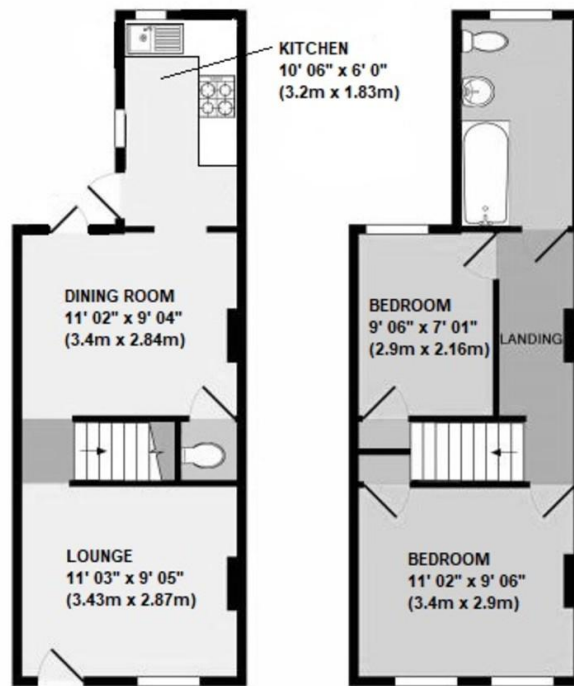 KITCHEN
10' 06" x 6' 0"
(3.2m x 1.83m)
DINING ROOM
11' 02" x 9' 04"
(3.4m x 2.84m)
LOUNGE
11' 03" x 9' 05"
(3.43m x 2.87m)
BEDROOM
9' 06" x 7' 01"
(2.9m x 2.16m)
LANDING
BEDROOM
11' 02" x 9' 06"
(3.4m x 2.9m)